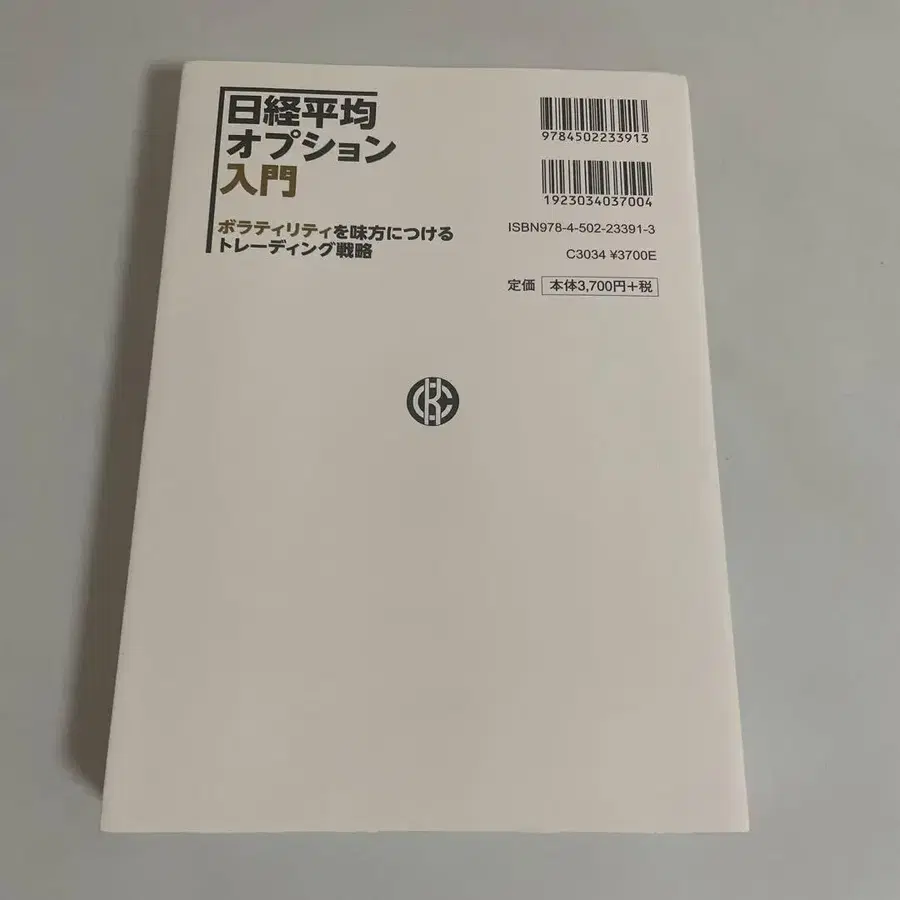 日経平均
オプション
入門
ボラティリティを味方につける
トレーディング戦略
9784502233913
1923034037004
ISBN978-4-502-23391-3
C3034 ¥3700E
定価 本体3,700円+税